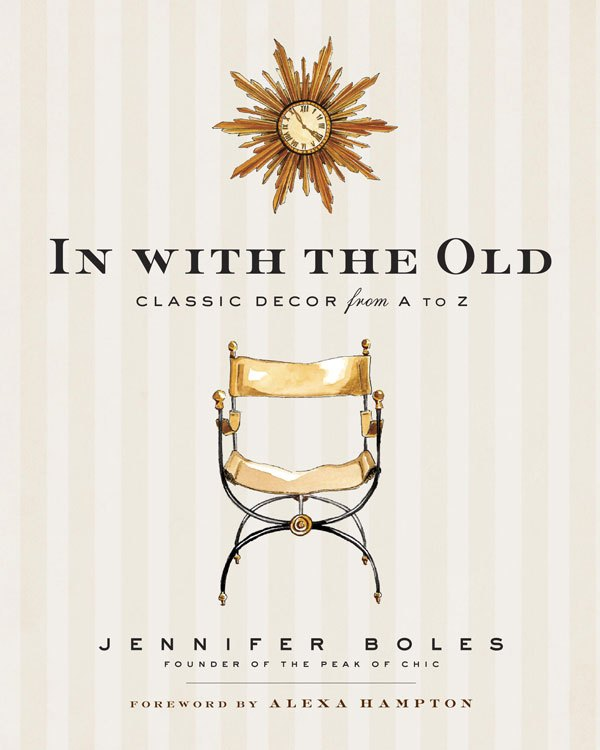 In with the Old
CLASSIC DECOR from A TO Z
JENNIFER BOLES
FOUNDER OF THE PEAK OF CHIC
FOREWORD BY ALEXA HAMPTON